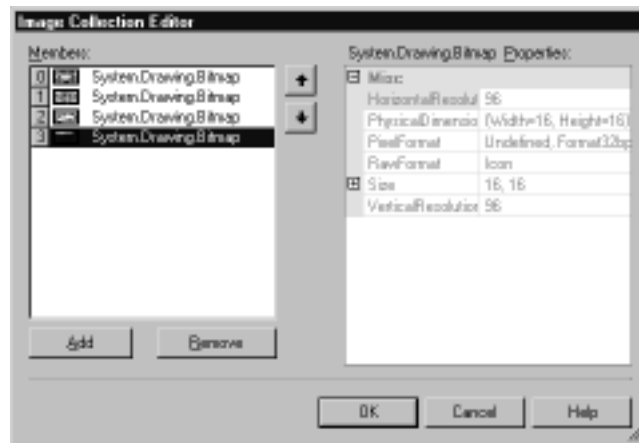 Image Collection Editor
Members:
0 System.Drawing.Bitmap
1 System.Drawing.Bitmap
2 System.Drawing.Bitmap
3 System.Drawing.Bitmap
Add Remove
System.Drawing.Bitmap Properties:
Misc
HorizontalResolut 96
PhysicalDimensio (Width=16, Height=16)
PixelFormat Undefined, Format32bp
RawFormat Icon
Size 16, 16
VerticalResolution 96
OK Cancel Help